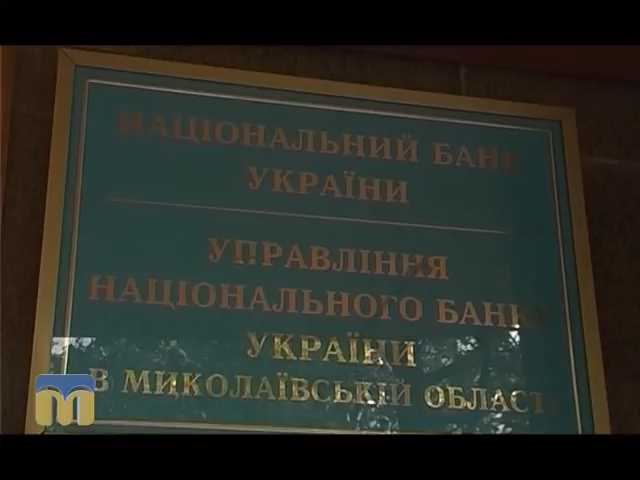 НАЦІОНАЛЬНИЙ БАНК
УКРАЇНИ
УПРАВЛІННЯ
НАЦІОНАЛЬНОГО БАНКУ
УКРАЇНИ
В МИКОЛАЇВСЬКІЙ ОБЛАСТІ